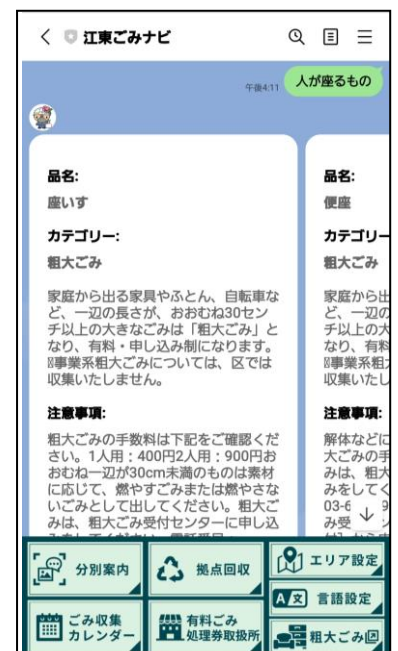 江東ごみナビ
午後4:11
人が座るもの
品名:
座いす
カテゴリー:
粗大ごみ
家庭から出る家具やふとん、自転車な
ど、一辺の長さが、おおむね30セン
チ以上の大きなごみは「粗大ごみ」と
なり、有料・申し込み制になります。
事業系粗大ごみについては、区では
収集いたしません。
注意事項:
粗大ごみの手数料は下記をご確認くだ
さい。1人用：400円2人用：900円お
おむね一辺が30cm未満のものは素材
に応じて、燃やすごみまたは燃やさな
いごみとして出してください。粗大ご
みは、粗大ごみ受付センターに申し込
品名:
便座
カテゴリー
粗大ごみ
家庭から出
ど、一辺の
チ以上の大
なり、有料
事業系粗
収集いたし
注意事項:
解体などに
大ごみの手
みは、粗大
みをしてく
03-6 9
み受 ン
分別案内
拠点回収
エリア設定
A文 言語設定
ごみ収集
カレンダー
有料ごみ
処理券取扱所
粗大ごみ